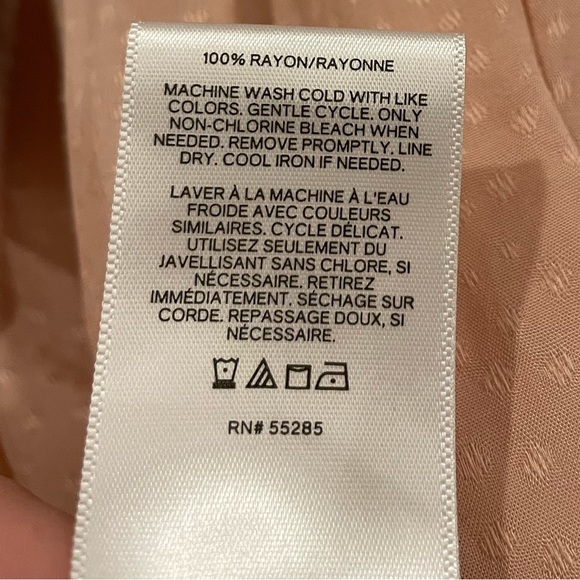 100% RAYON/RAYONNE
MACHINE WASH COLD WITH LIKE
COLORS. GENTLE CYCLE. ONLY
NON-CHLORINE BLEACH WHEN
NEEDED. REMOVE PROMPTLY. LINE
DRY. COOL IRON IF NEEDED.
LAVER À LA MACHINE À L'EAU
FROIDE AVEC COULEURS
SIMILAIRES. CYCLE DÉLICAT.
UTILISEZ SEULEMENT DU
JAVELLISANT SANS CHLORE, SI
NÉCESSAIRE. RETIREZ
IMMÉDIATEMENT. SÉCHAGE SUR
CORDE. REPASSAGE DOUX, SI
NÉCESSAIRE.
RN# 55285